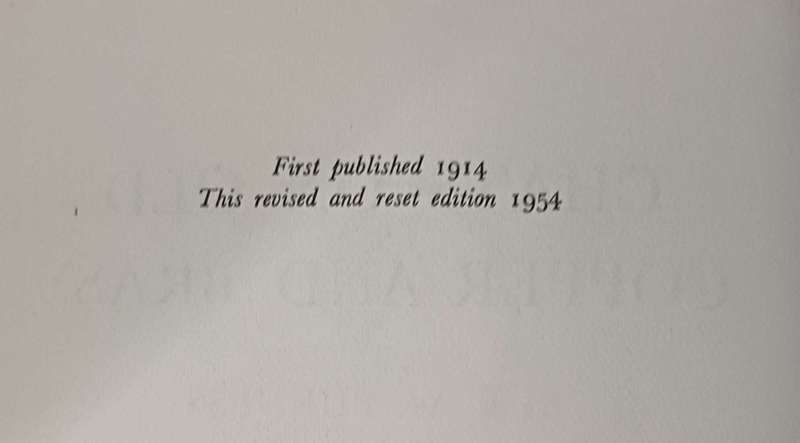 First published 1914
This revised and reset edition 1954